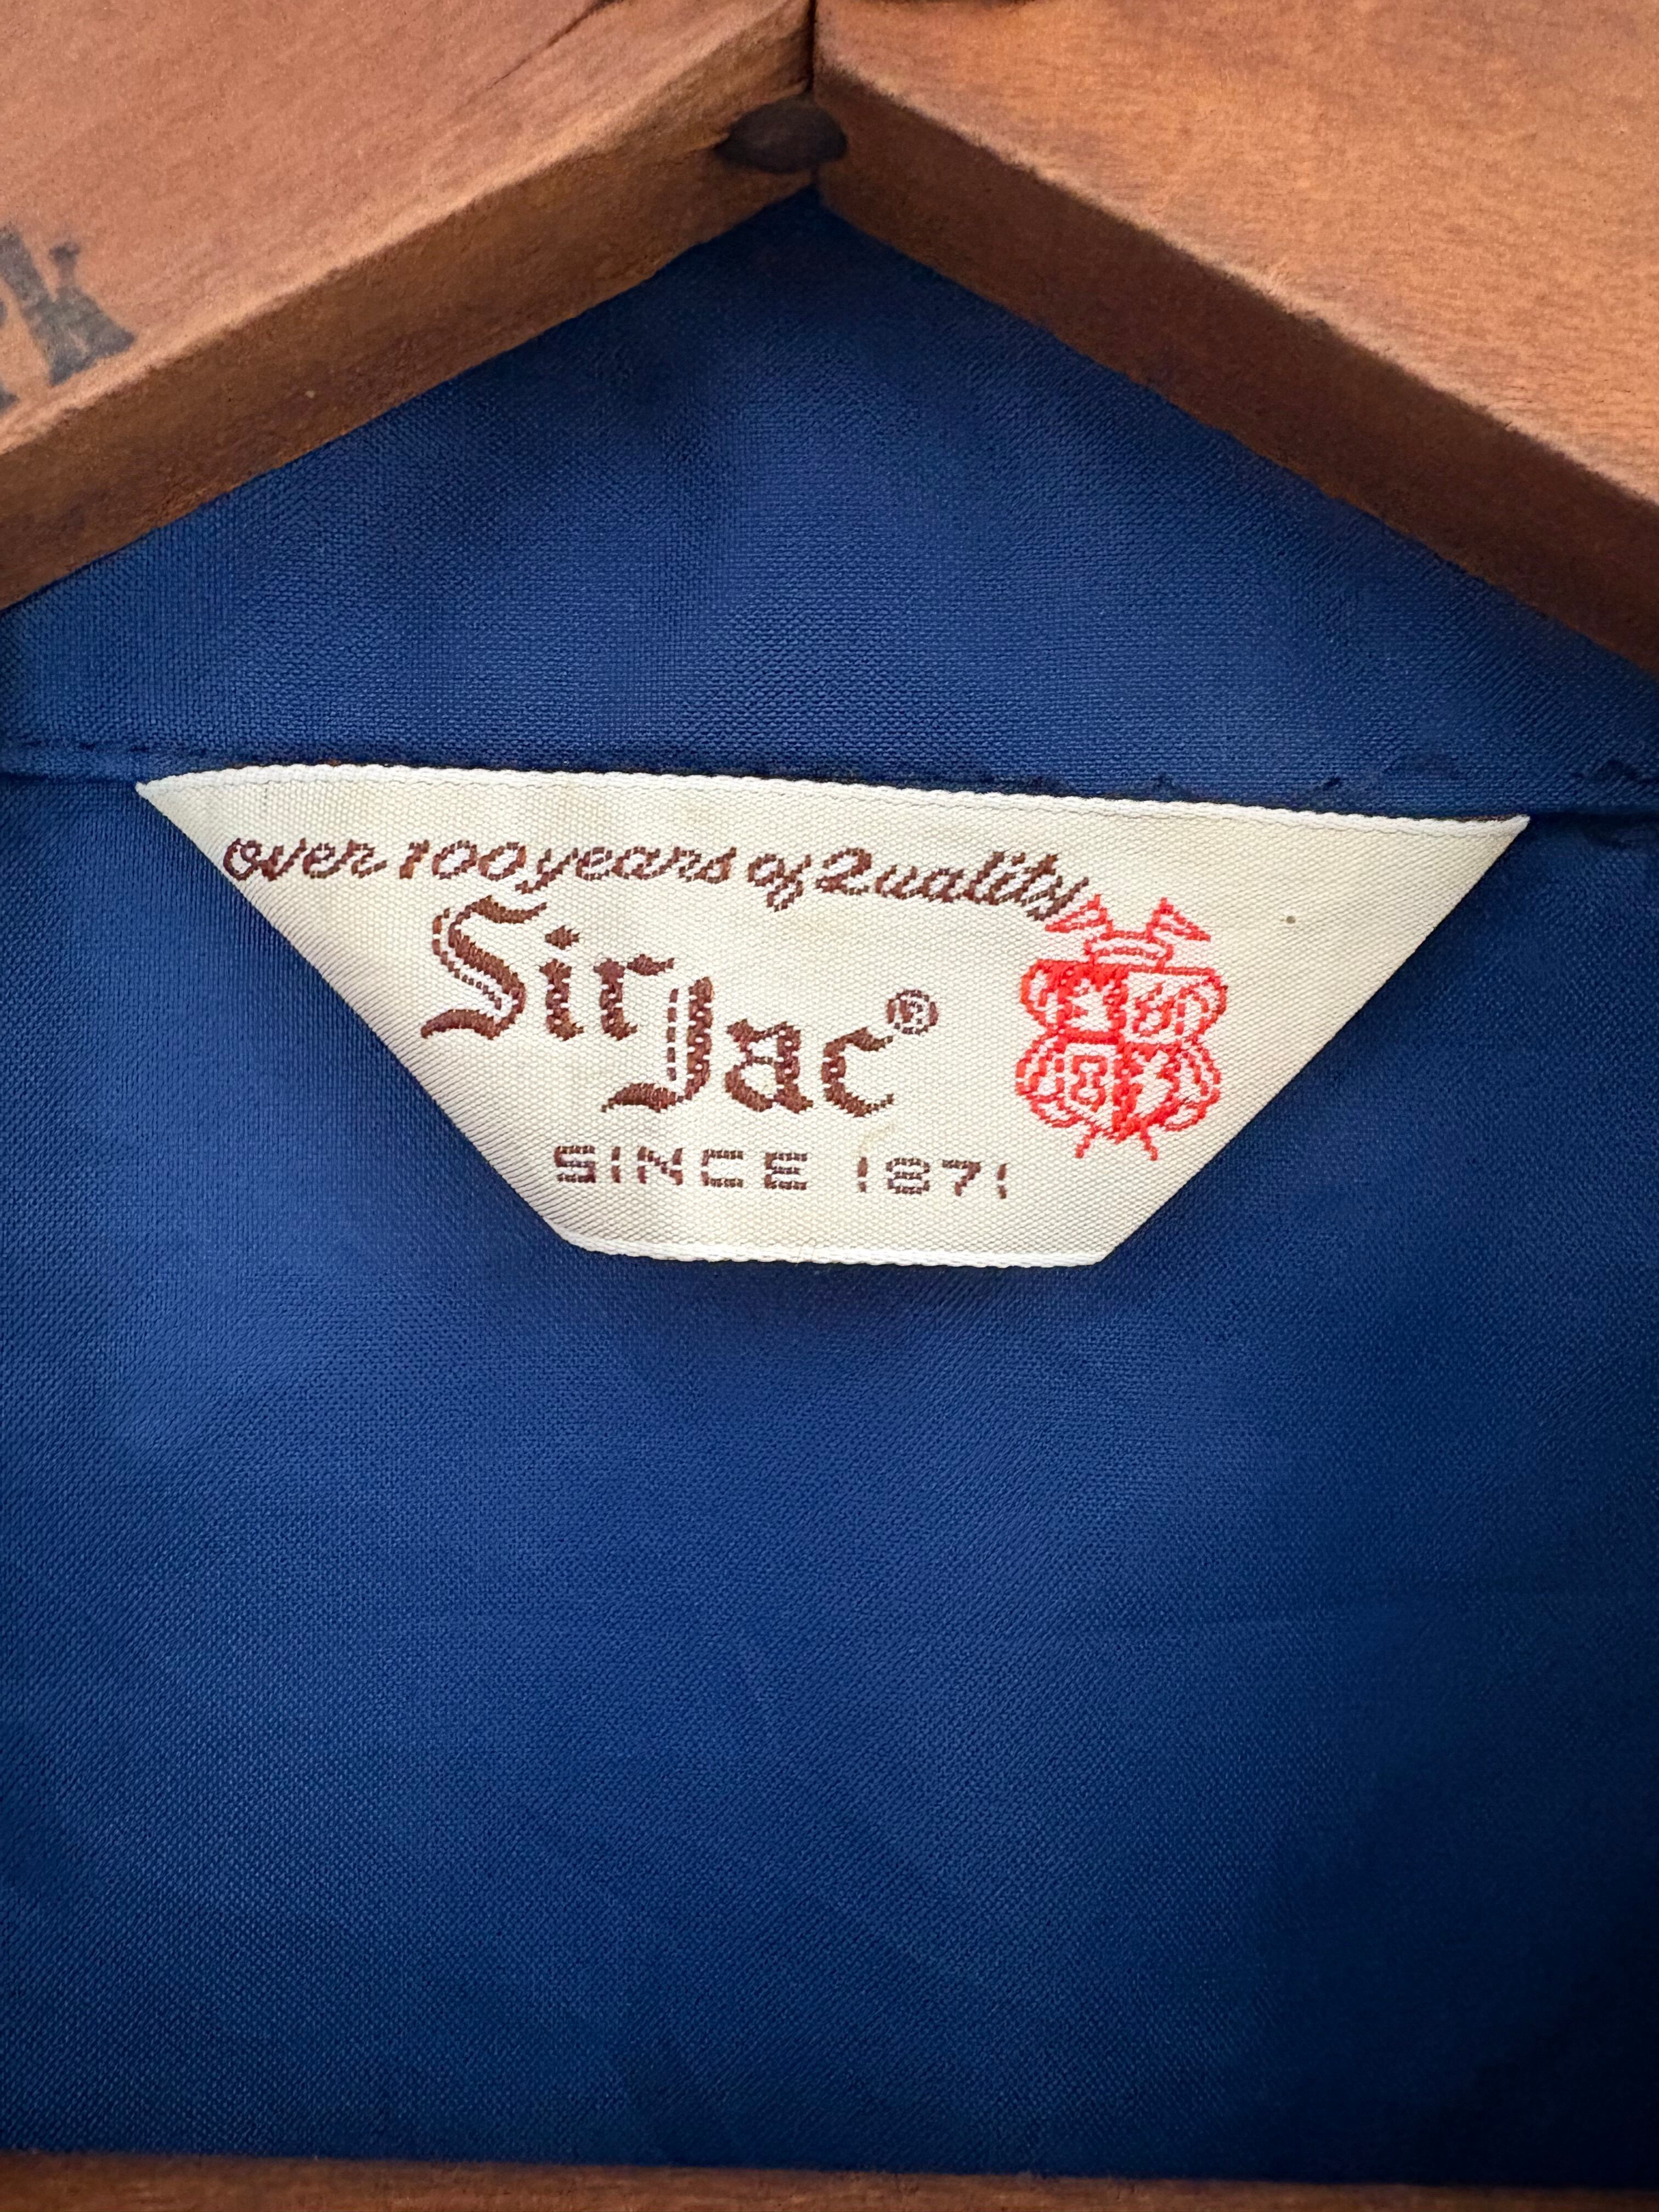 over 100 years of Quality
Sir
Jac®
SINCE 1871